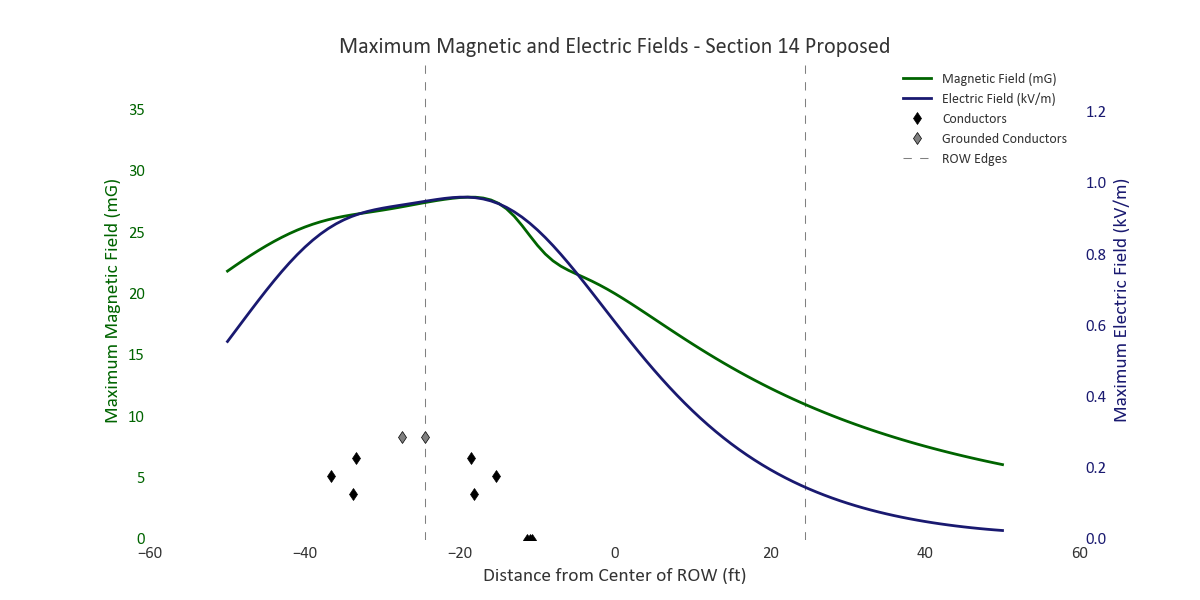 Maximum Magnetic and Electric Fields - Section 14 Proposed
Magnetic Field (mG)
Electric Field (kV/m)
Conductors
Grounded Conductors
ROW Edges
Maximum Magnetic Field (mG)
35
30
25
20
15
10
5
0
1.2
1.0
0.8
0.6
0.4
0.2
0.0
Maximum Electric Field (kV/m)
−60 −40 −20 0 20 40 60
Distance from Center of ROW (ft)